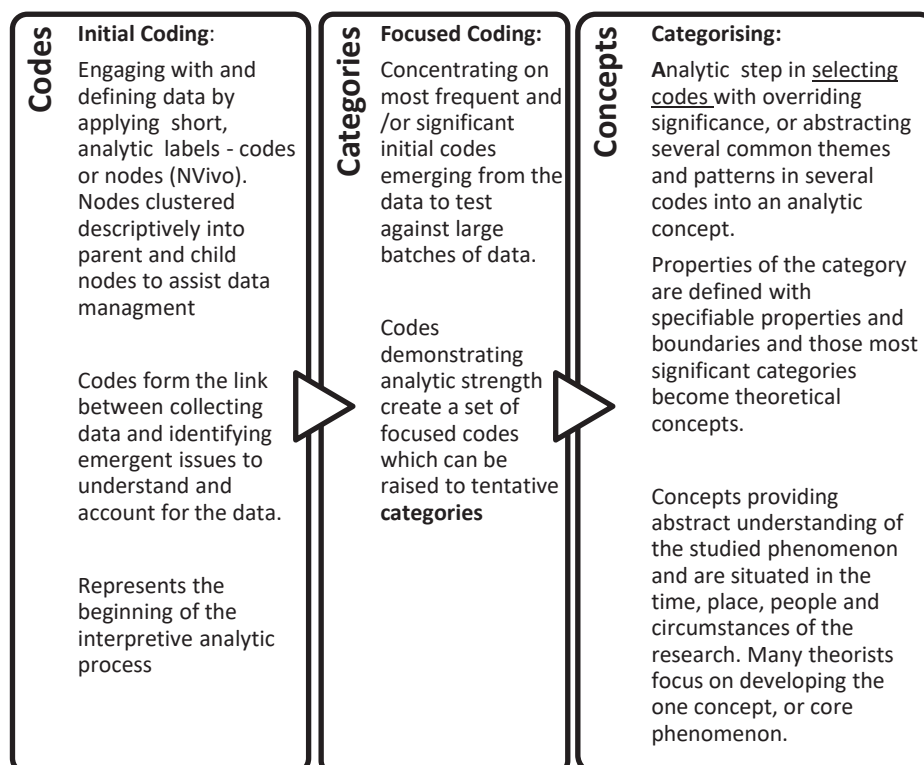 Codes
Initial Coding:
Engaging with and
defining data by
applying short,
analytic labels - codes
or nodes (NVivo).
Nodes clustered
descriptively into
parent and child
nodes to assist data
managment
Codes form the link
between collecting
data and identifying
emergent issues to
understand and
account for the data.
Represents the
beginning of the
interpretive analytic
process
Categories
Focused Coding:
Concentrating on
most frequent and
/or significant
initial codes
emerging from the
data to test
against large
batches of data.
Codes
demonstrating
analytic strength
create a set of
focused codes
which can be
raised to tentative
categories
Concepts
Categorising:
Analytic step in selecting
codes with overriding
significance, or abstracting
several common themes
and patterns in several
codes into an analytic
concept.
Properties of the category
are defined with
specifiable properties and
boundaries and those most
significant categories
become theoretical
concepts.
Concepts providing
abstract understanding of
the studied phenomenon
and are situated in the
time, place, people and
circumstances of the
research. Many theorists
focus on developing the
one concept, or core
phenomenon.